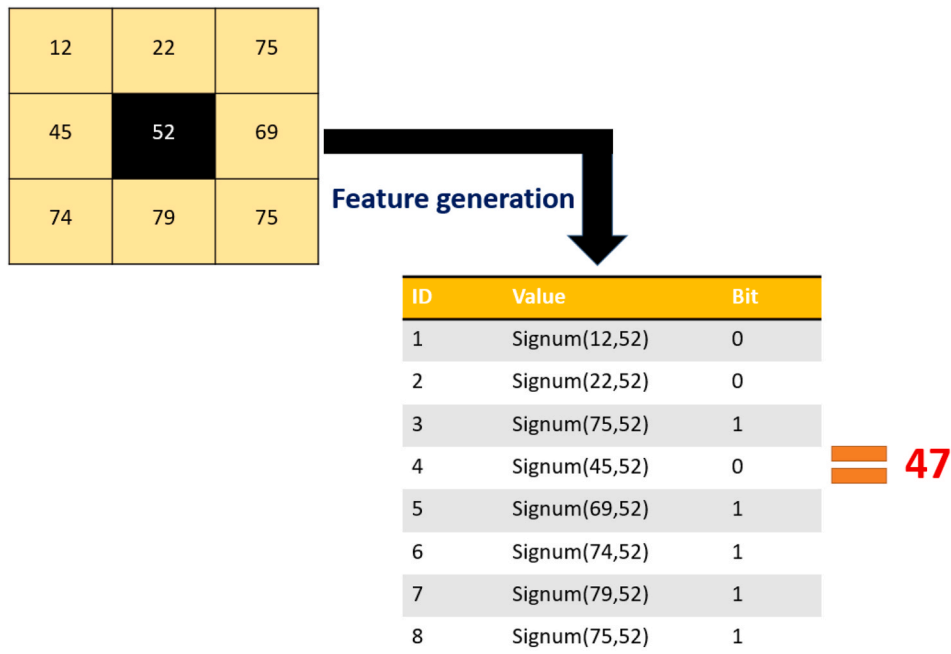 12 22 75
45 52 69
74 79 75
Feature generation
ID Value Bit
1 Signum(12,52) 0
2 Signum(22,52) 0
3 Signum(75,52) 1
4 Signum(45,52) 0
5 Signum(69,52) 1
6 Signum(74,52) 1
7 Signum(79,52) 1
8 Signum(75,52) 1
= 47